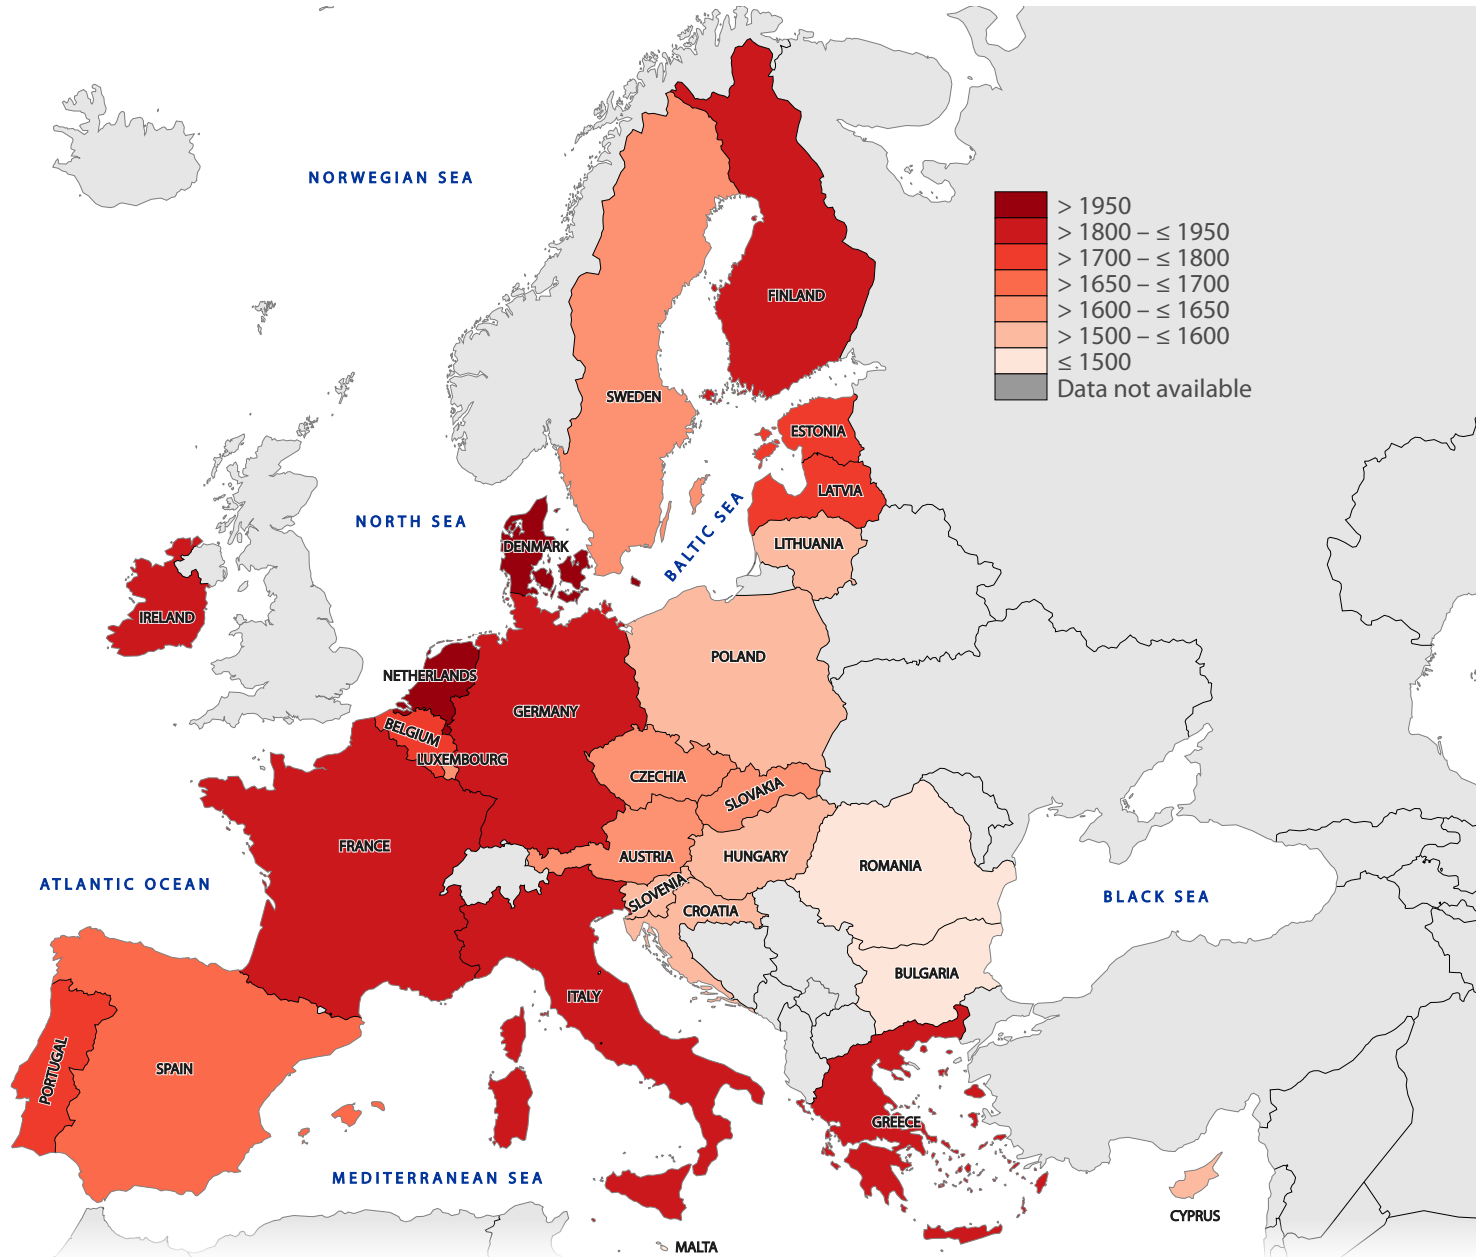 NORWEGIAN SEA
> 1950
> 1800 – ≤ 1950
> 1700 – ≤ 1800
> 1650 – ≤ 1700
> 1600 – ≤ 1650
> 1500 – ≤ 1600
≤ 1500
Data not available
FINLAND
SWEDEN
ESTONIA
LATVIA
NORTH SEA
BALTIC SEA
DENMARK
LITHUANIA
IRELAND
POLAND
NETHERLANDS
GERMANY
BELGIUM
LUXEMBOURG
CZECHIA
SLOVAKIA
FRANCE
AUSTRIA
HUNGARY
ROMANIA
ATLANTIC OCEAN
SLOVENIA
CROATIA
BLACK SEA
BULGARIA
ITALY
PORTUGAL
SPAIN
GREECE
MEDITERRANEAN SEA
CYPRUS
MALTA